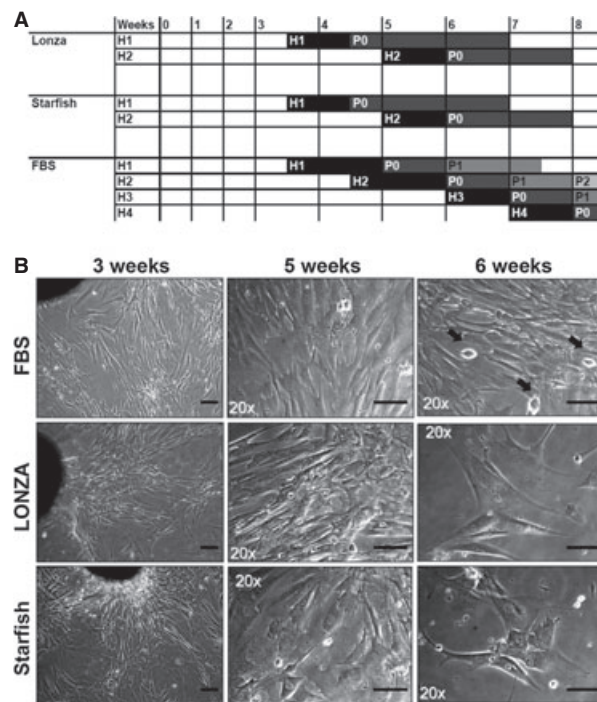 A
Weeks 0 1 2 3 4 5 6 7 8
Lonza H1 H1 P0
H2 H2 P0
Starfish H1 H1 P0
H2 H2 P0
FBS H1 H1 P0 P1
H2 H2 P0 P1 P2
H3 H3 P0 P1
H4 H4 P0
B
3 weeks 5 weeks 6 weeks
FBS
20x 20x
LONZA
20x
20x
Starfish
20x
20x